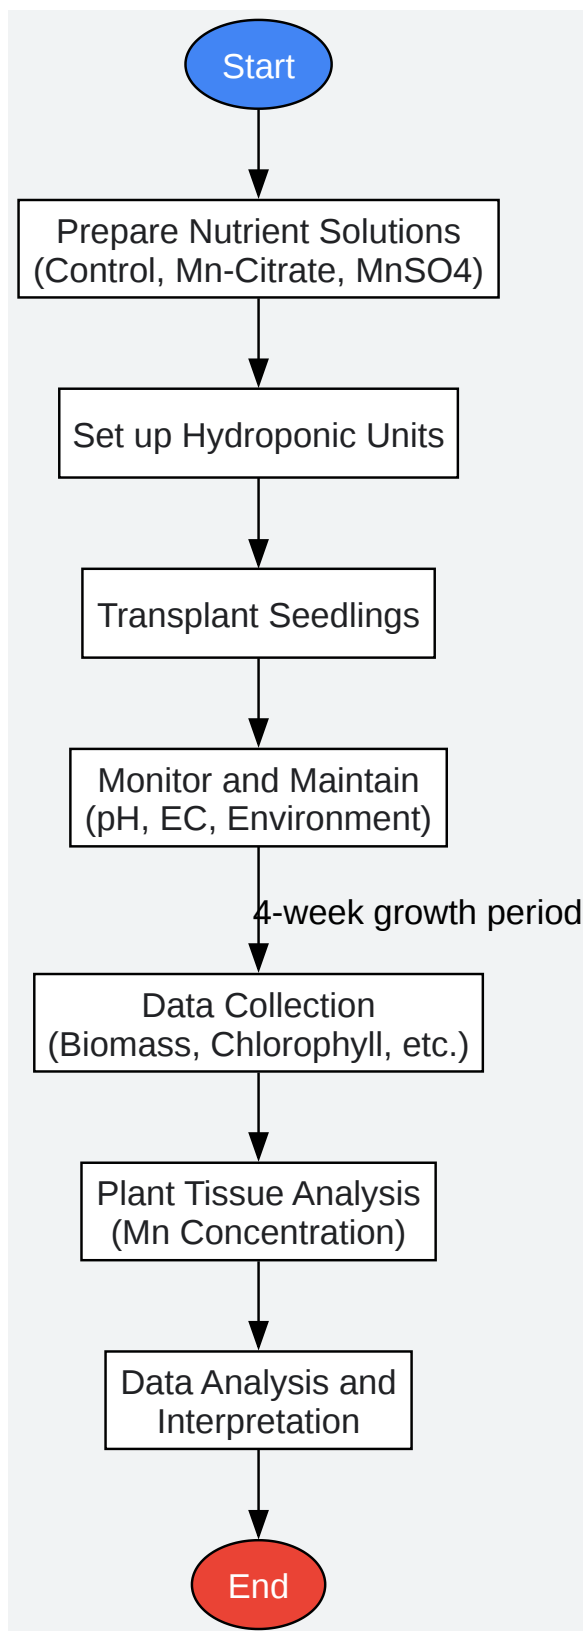 Start
Prepare Nutrient Solutions
(Control, Mn-Citrate, MnSO4)
Set up Hydroponic Units
Transplant Seedlings
Monitor and Maintain
(pH, EC, Environment)
4-week growth period
Data Collection
(Biomass, Chlorophyll, etc.)
Plant Tissue Analysis
(Mn Concentration)
Data Analysis and
Interpretation
End